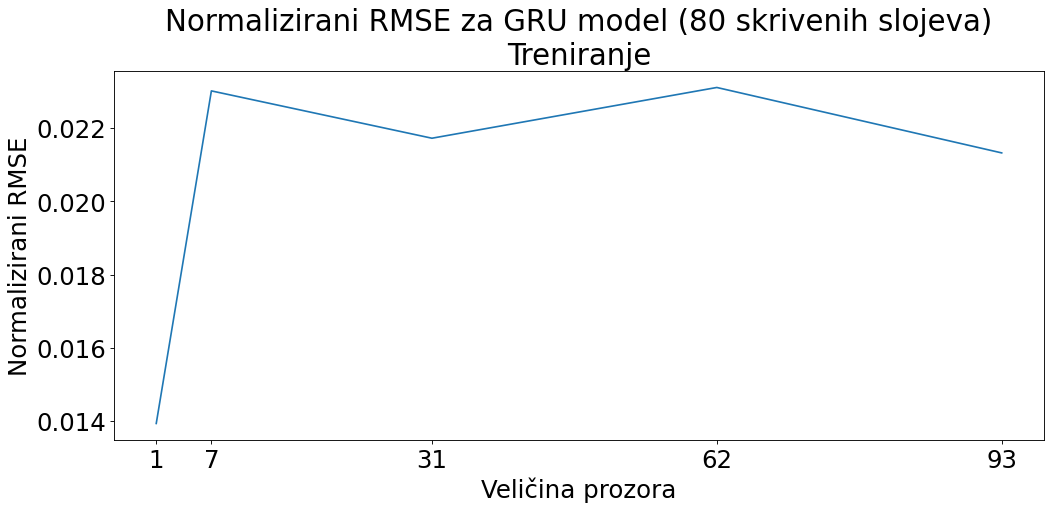 Normalizirani RMSE za GRU model (80 skrivenih slojeva)
Treniranje
Normalizirani RMSE
0.022
0.020
0.018
0.016
0.014
1 7 31 62 93
Veličina prozora